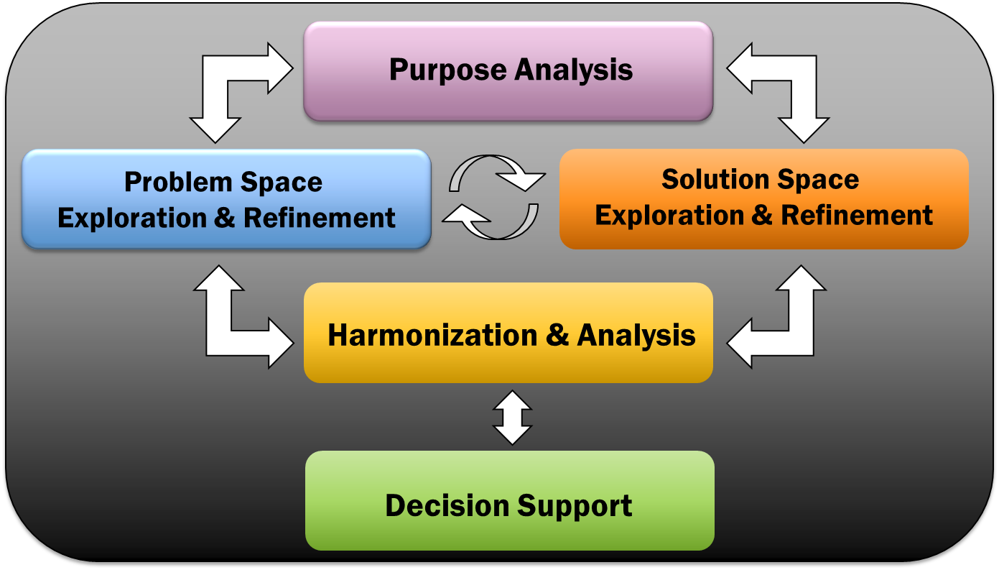 Purpose Analysis
Problem Space
Exploration & Refinement
Solution Space
Exploration & Refinement
Harmonization & Analysis
Decision Support